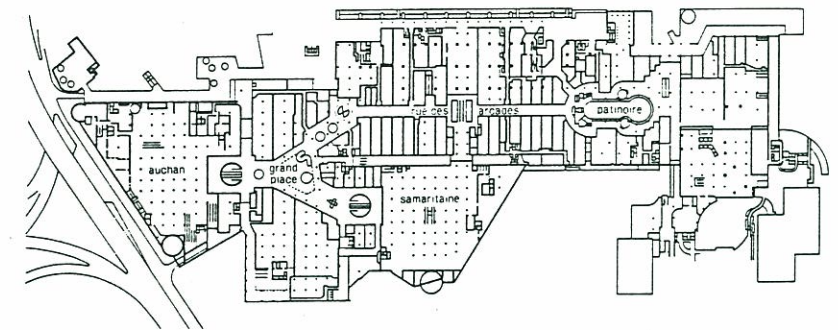 rue des arcades
patinoire
auchan
grand
place
samaritaine